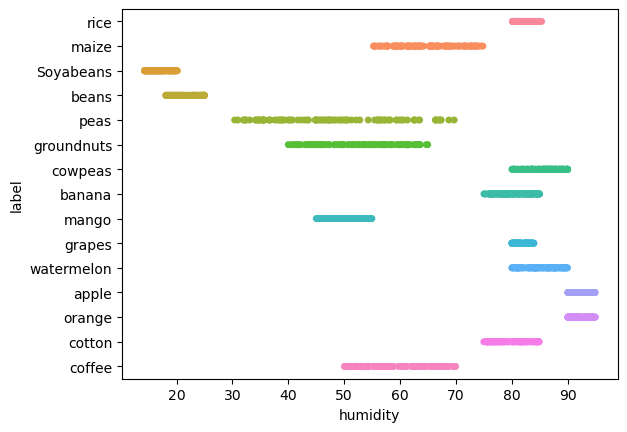 rice
maize
Soyabeans
beans
peas
groundnuts
cowpeas
banana
mango
grapes
watermelon
apple
orange
cotton
coffee
label
20 30 40 50 60 70 80 90
humidity